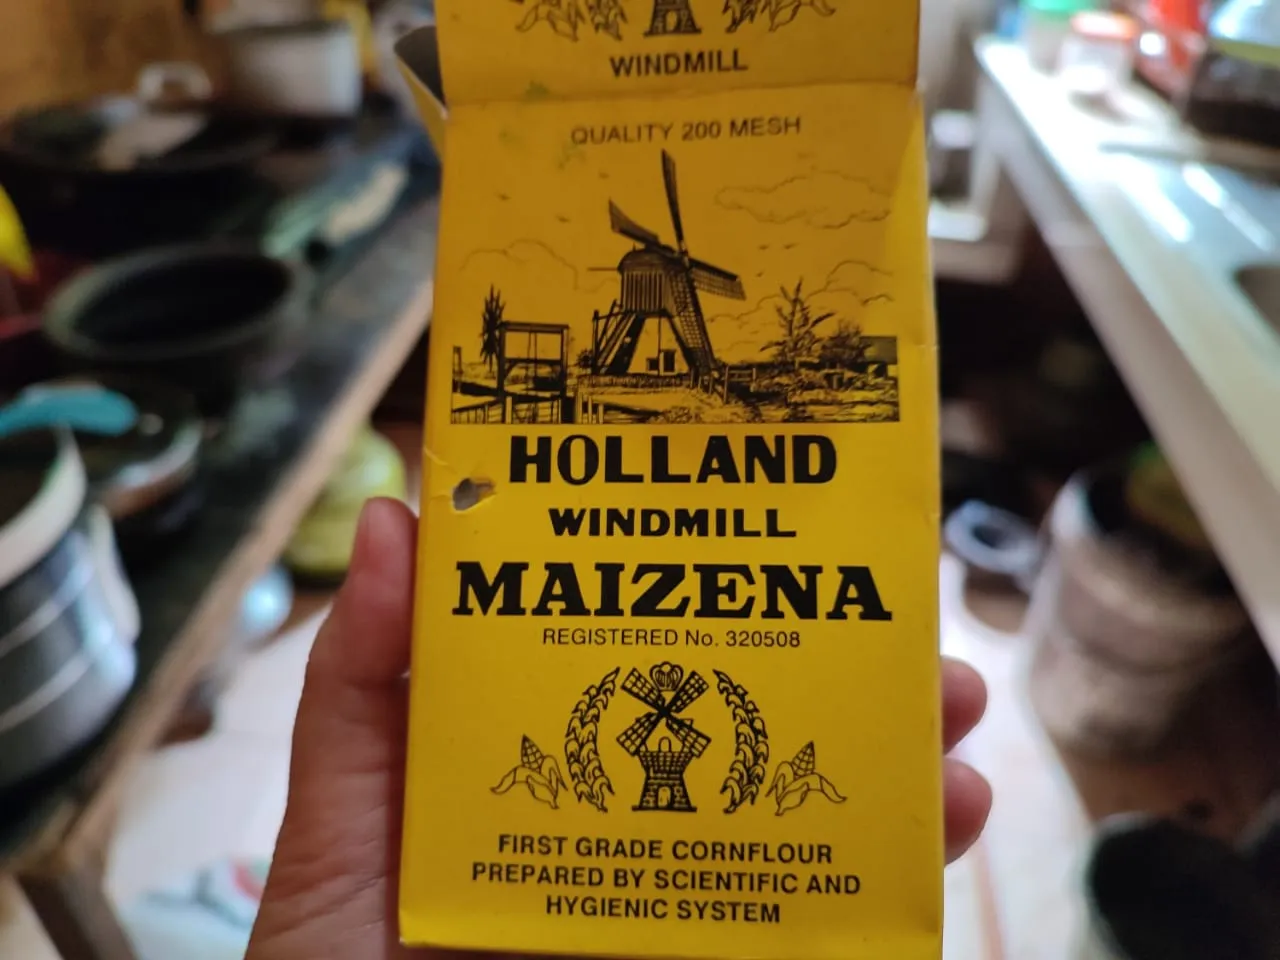 WINDMILL
QUALITY 200 MESH
HOLLAND
WINDMILL
MAIZENA
REGISTERED No. 320508
FIRST GRADE CORNFLOUR
PREPARED BY SCIENTIFIC AND
HYGIENIC SYSTEM